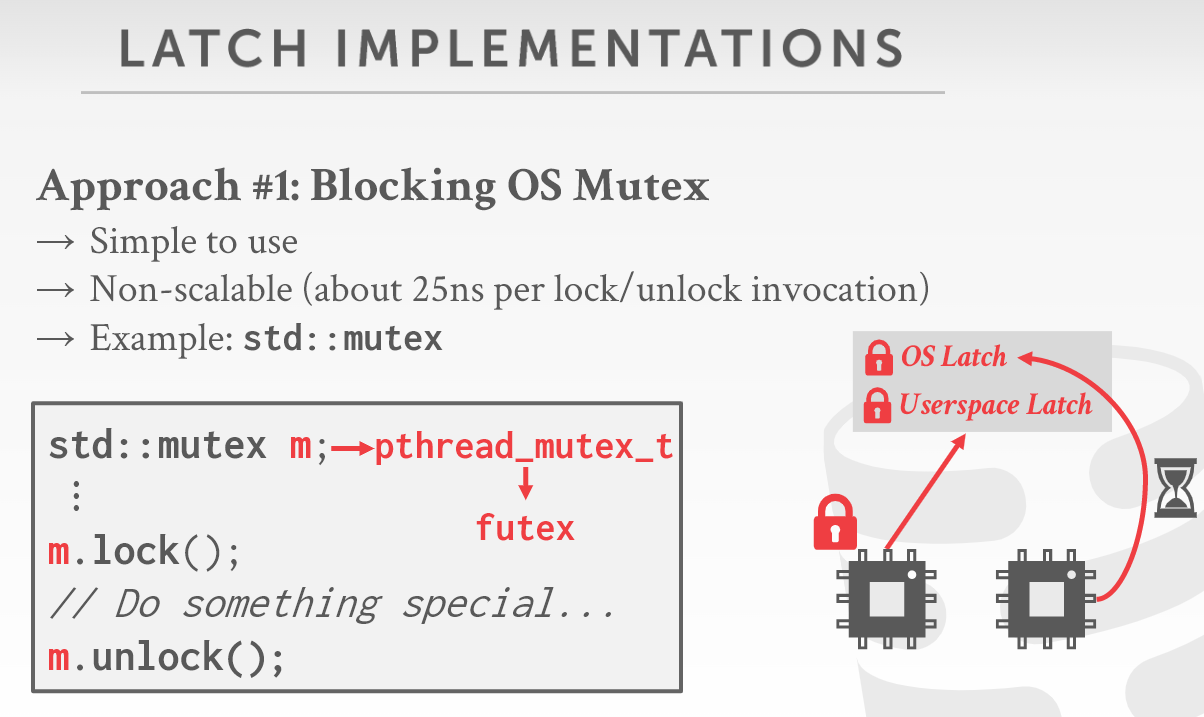 LATCH IMPLEMENTATIONS
Approach #1: Blocking OS Mutex
→ Simple to use
→ Non-scalable (about 25ns per lock/unlock invocation)
→ Example: std::mutex
std::mutex m;→pthread_mutex_t
⋮
futex
m.lock();
// Do something special...
m.unlock();
OS Latch
Userspace Latch